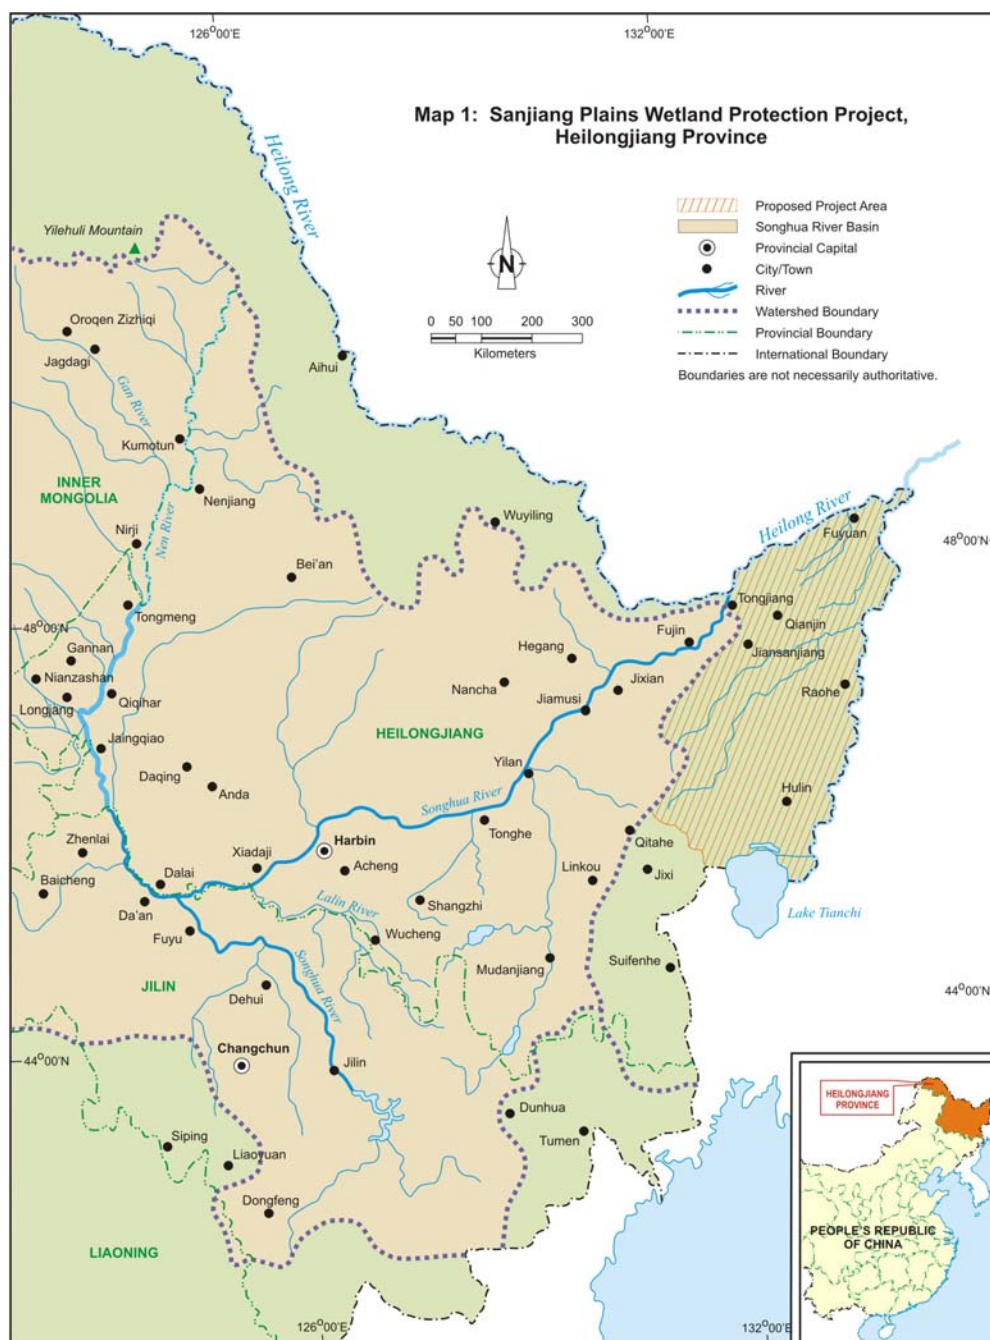 126°00'E
132°00'E
Map 1: Sanjiang Plains Wetland Protection Project,
Heilongjiang Province
Heilong River
Proposed Project Area
Songhua River Basin
Provincial Capital
City/Town
River
Watershed Boundary
Provincial Boundary
International Boundary
Boundaries are not necessarily authoritative.
N
0 50 100 200 300
Kilometers
Yilehuli Mountain
Oroqen Zizhiqi
Jagdagi
Aihui
Gan River
Kumotun
INNER
MONGOLIA
Nenjiang
Nen River
Nirji
Wuyiling
Heilong River
Fuyuan
48°00'N
Bei'an
Tongmeng
Tongjiang
Qianjin
48°00'N
Fujin
Jiansanjiang
Gannan
Hegang
Nianzashan
Nancha
Jixian
Raohe
Longjang
Qiqihar
Jiamusi
HEILONGJIANG
Jaingqiao
Daqing
Yilan
Anda
Hulin
Songhua River
Tonghe
Qitahe
Zhenlai
Harbin
Xiadaji
Acheng
Linkou
Jixi
Baicheng
Dalai
Da'an
Lalin River
Shangzhi
Lake Tianchi
Fuyu
Wucheng
Songhua River
Mudanjiang
Suifenhe
JILIN
Dehui
44°00'N
Changchun
44°00'N
Jilin
Dunhua
Tumen
Siping
Liaoyuan
Dongfeng
LIAONING
HEILONGJIANG
PROVINCE
PEOPLE'S REPUBLIC
OF CHINA
126°00'E
132°00'E